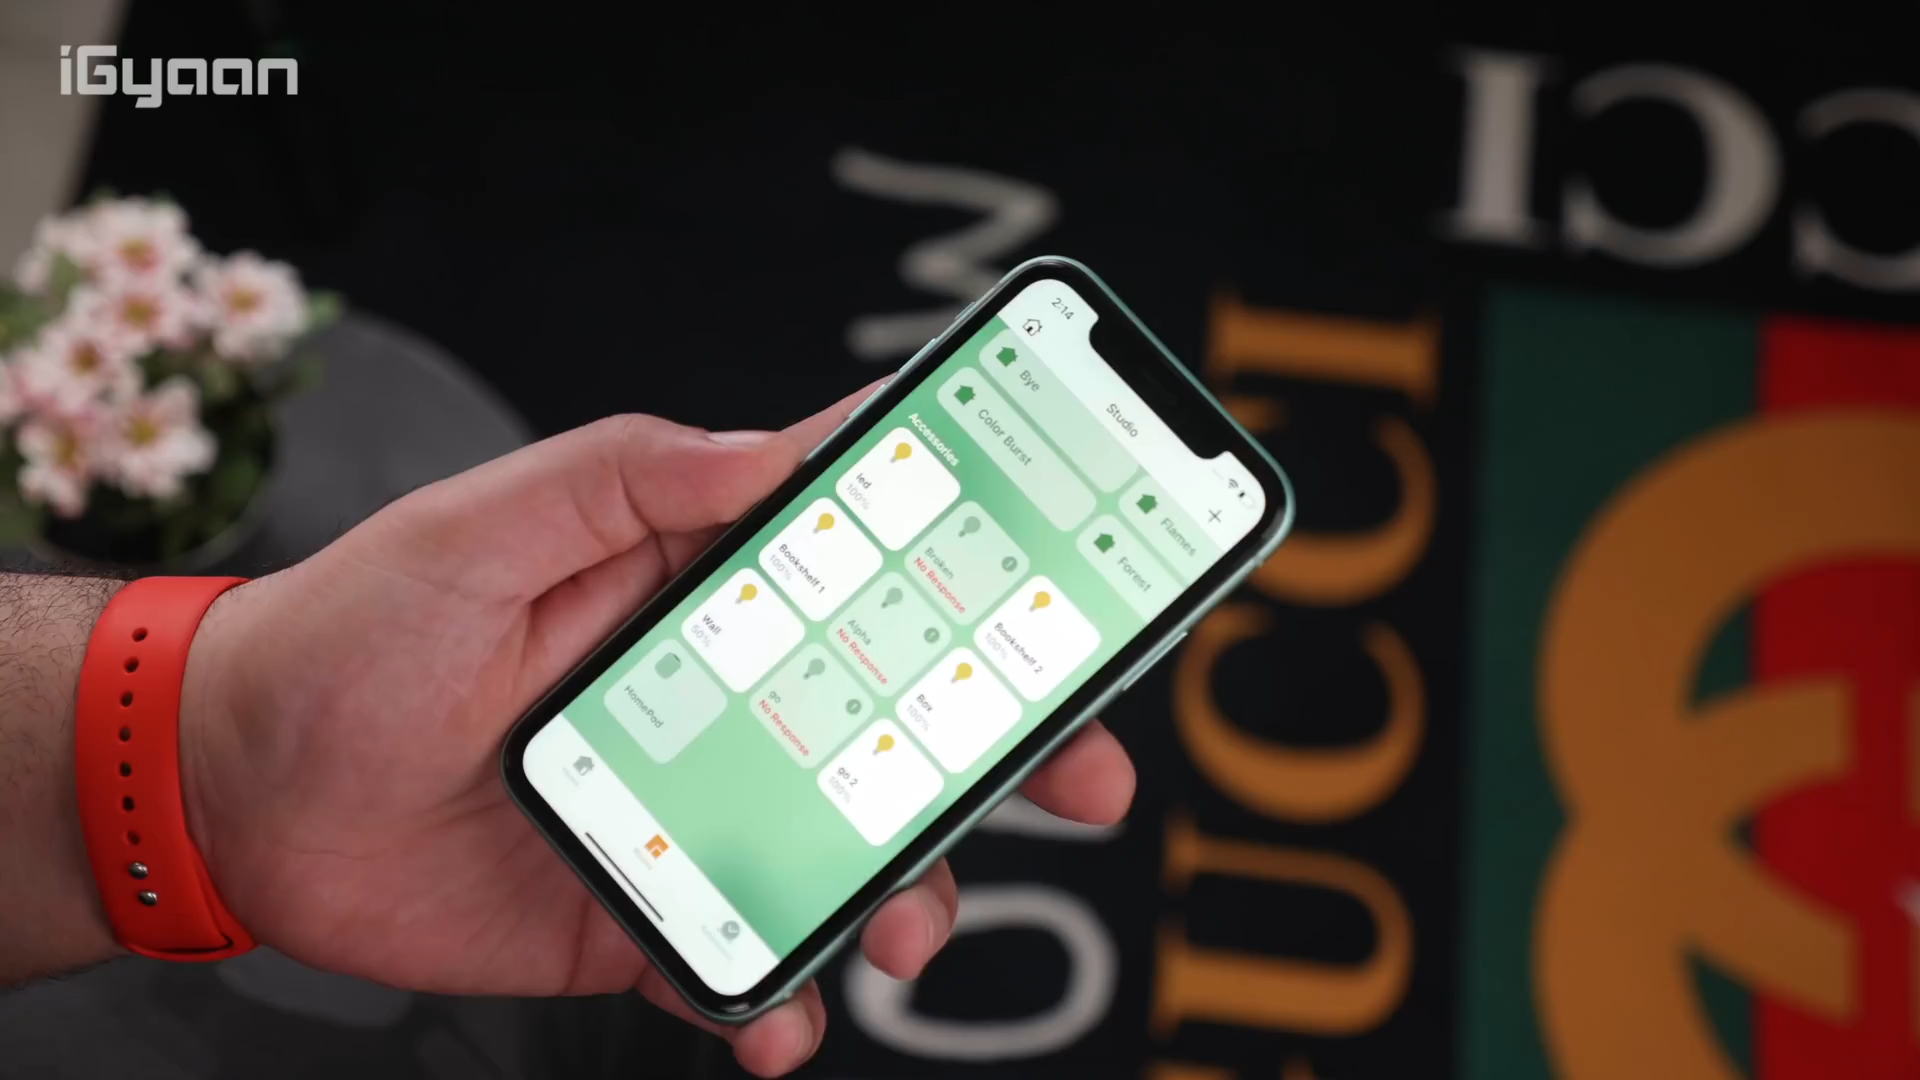 iGyaan
2:14
Studio
Bye
Flames
Color Burst
Forest
Accessories
led
100%
Broken
No Response
Bookshelf 2
100%
Bookshelf 1
100%
Alpha
No Response
Box
100%
Wall
50%
go
No Response
go 2
100%
HomePod
GUCCI